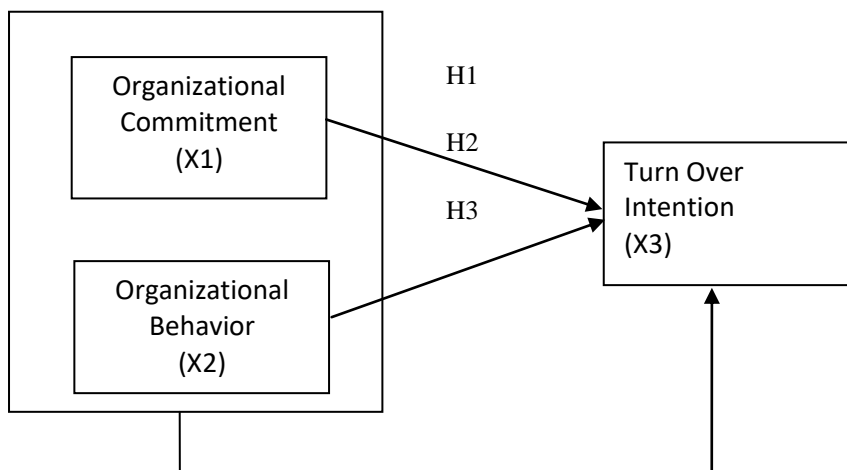 Organizational
Commitment
(X1)
H1
H2
H3
Turn Over
Intention
(X3)
Organizational
Behavior
(X2)